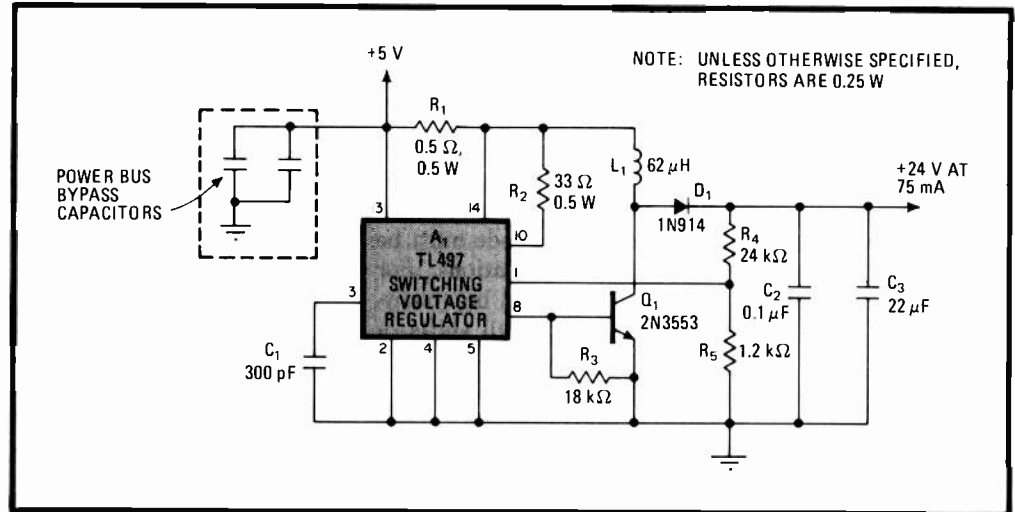 NOTE: UNLESS OTHERWISE SPECIFIED,
RESISTORS ARE 0.25 W
+5 V
R1
0.5 Ω,
0.5 W
POWER BUS
BYPASS
CAPACITORS
R2
33 Ω
0.5 W
L1
62 μH
D1
1N914
+24 V AT
75 mA
3
14
10
1
8
3
2
4
5
A1
TL497
SWITCHING
VOLTAGE
REGULATOR
C1
300 pF
R3
18 kΩ
Q1
2N3553
R4
24 kΩ
R5
1.2 kΩ
C2
0.1 μF
C3
22 μF